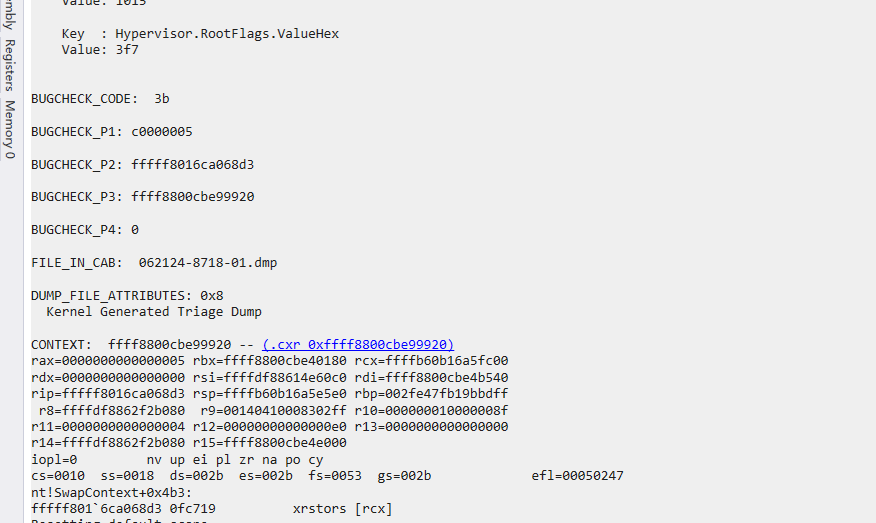 Value: 1015
Key  : Hypervisor.RootFlags.ValueHex
Value: 3f7
BUGCHECK_CODE:  3b
BUGCHECK_P1: c0000005
BUGCHECK_P2: fffff8016ca068d3
BUGCHECK_P3: ffff8800cbe99920
BUGCHECK_P4: 0
FILE_IN_CAB:  062124-8718-01.dmp
DUMP_FILE_ATTRIBUTES: 0x8
Kernel Generated Triage Dump
CONTEXT:  ffff8800cbe99920 -- (.cxr 0xffff8800cbe99920)
rax=0000000000000005 rbx=ffff8800cbe40180 rcx=ffffb60b16a5fc00
rdx=0000000000000000 rsi=ffffdf88614e60c0 rdi=ffff8800cbe4b540
rip=fffff8016ca068d3 rsp=ffffb60b16a5e5e0 rbp=002fe47fb19bbdff
r8=ffffdf8862f2b080  r9=00140410008302ff r10=000000010000008f
r11=0000000000000004 r12=00000000000000e0 r13=0000000000000000
r14=ffffdf8862f2b080 r15=ffff8800cbe4e000
iopl=0         nv up ei pl zr na po cy
cs=0010  ss=0018  ds=002b  es=002b  fs=0053  gs=002b             efl=00050247
nt!SwapContext+0x4b3:
fffff801`6ca068d3 0fc719          xrstors [rcx]
Registers
Memory 0